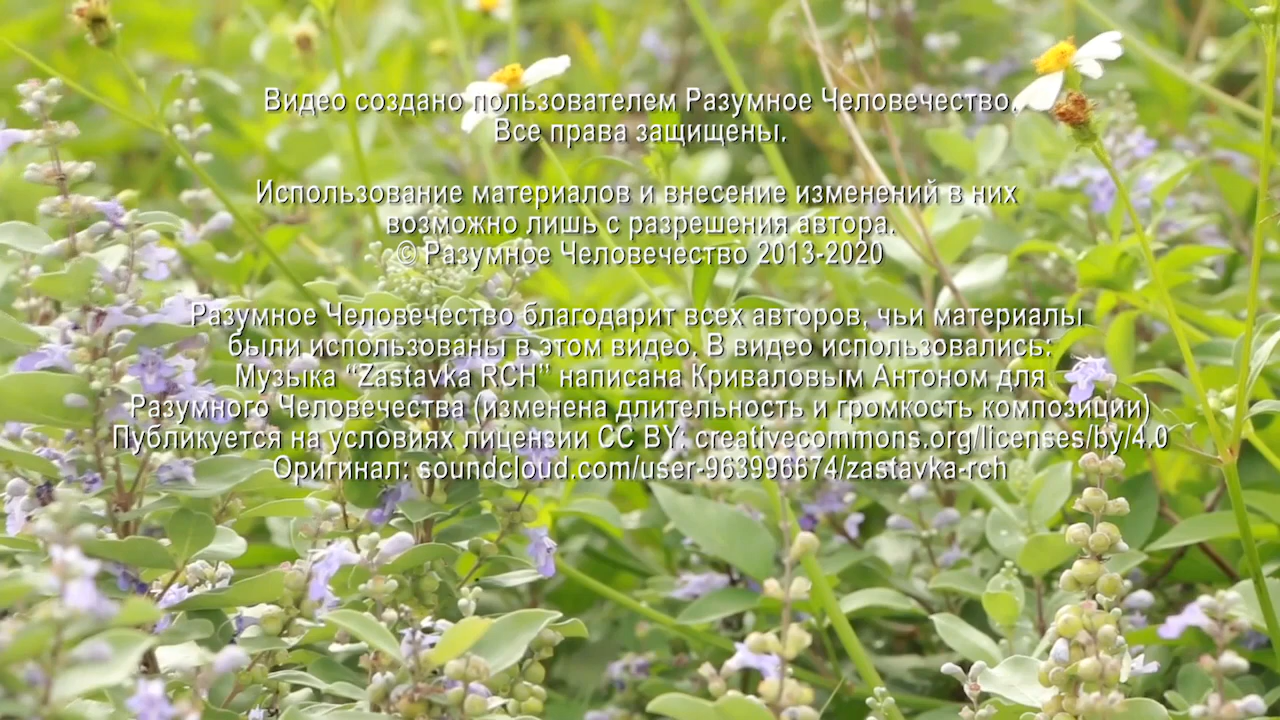 Видео создано пользователем Разумное Человечество.
Все права защищены.
Использование материалов и внесение изменений в них
возможно лишь с разрешения автора.
© Разумное Человечество 2013-2020
Разумное Человечество благодарит всех авторов, чьи материалы
были использованы в этом видео. В видео использовались:
Музыка “Zastavka RCH” написана Криваловым Антоном для
Разумного Человечества (изменена длительность и громкость композиции)
Публикуется на условиях лицензии CC BY: creativecommons.org/licenses/by/4.0
Оригинал: soundcloud.com/user-963996674/zastavka-rch